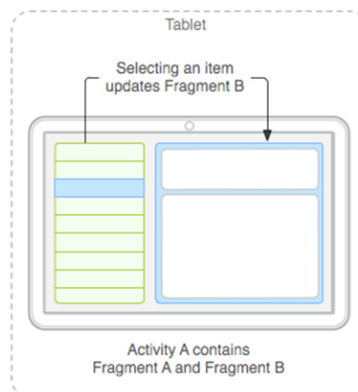 Tablet
Selecting an item
updates Fragment B
Activity A contains
Fragment A and Fragment B